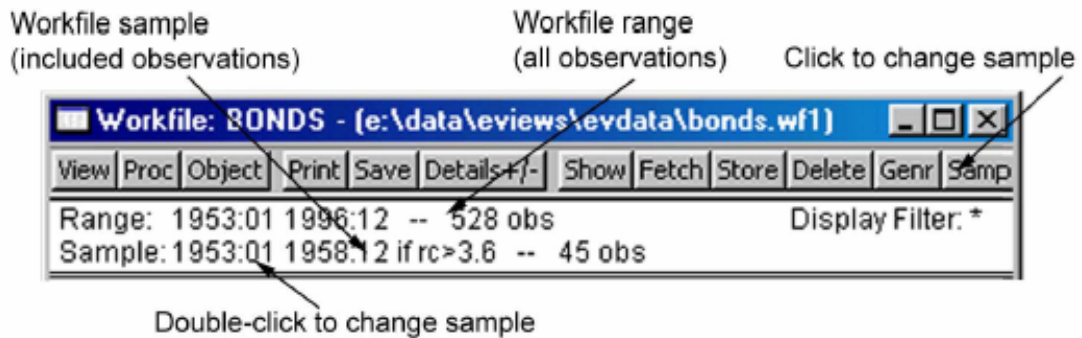 Workfile sample
(included observations)
Workfile range
(all observations)
Click to change sample
Workfile: BONDS - (e:\data\eviews\evdata\bonds.wf1)
View Proc Object Print Save Details+/- Show Fetch Store Delete Genr Samp
Range: 1953:01 1996:12 -- 528 obs Display Filter: *
Sample: 1953:01 1958:12 if rc>3.6 -- 45 obs
Double-click to change sample